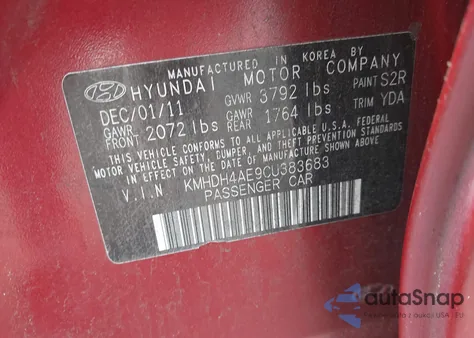 MANUFACTURED IN KOREA BY
HYUNDAI MOTOR COMPANY
DEC/01/11 GVWR 3792 lbs PAINT S2R
GAWR FRONT 2072 lbs GAWR REAR 1764 lbs TRIM YDA
THIS VEHICLE CONFORMS TO ALL APPLICABLE U.S.A. FEDERAL
MOTOR VEHICLE SAFETY, BUMPER, AND THEFT PREVENTION STANDARDS
IN EFFECT ON THE DATE OF MANUFACTURE SHOWN ABOVE.
V.I.N KMHDH4AE9CU383683
PASSENGER CAR
autaSnap